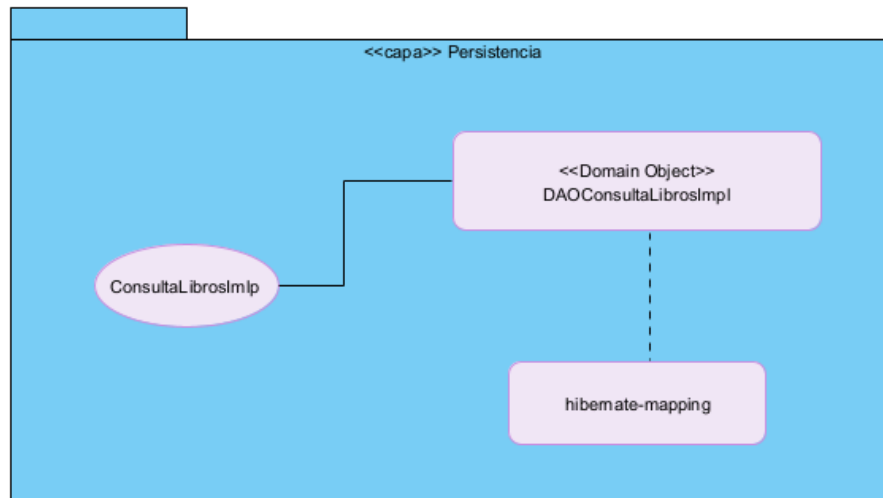 <<capa>> Persistencia
<<Domain Object>>
DAOConsultaLibrosImpl
ConsultaLibrosImlp
hibernate-mapping